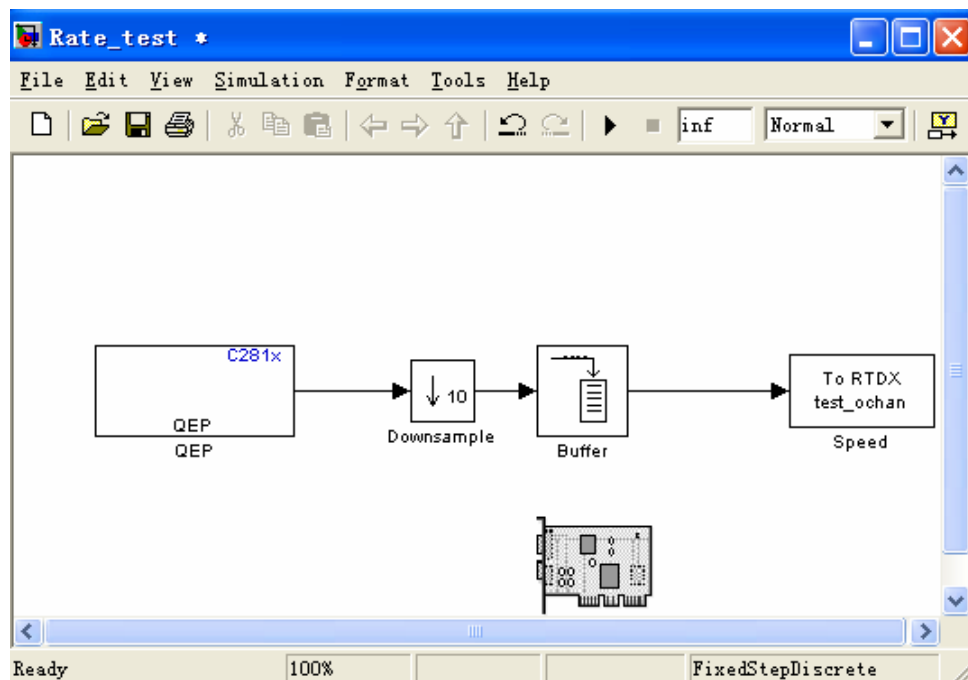 Rate_test *
File Edit View Simulation Format Tools Help
inf Normal
C281x
QEP
QEP
10
Downsample
Buffer
To RTDX
test_ochan
Speed
Ready 100% FixedStepDiscrete